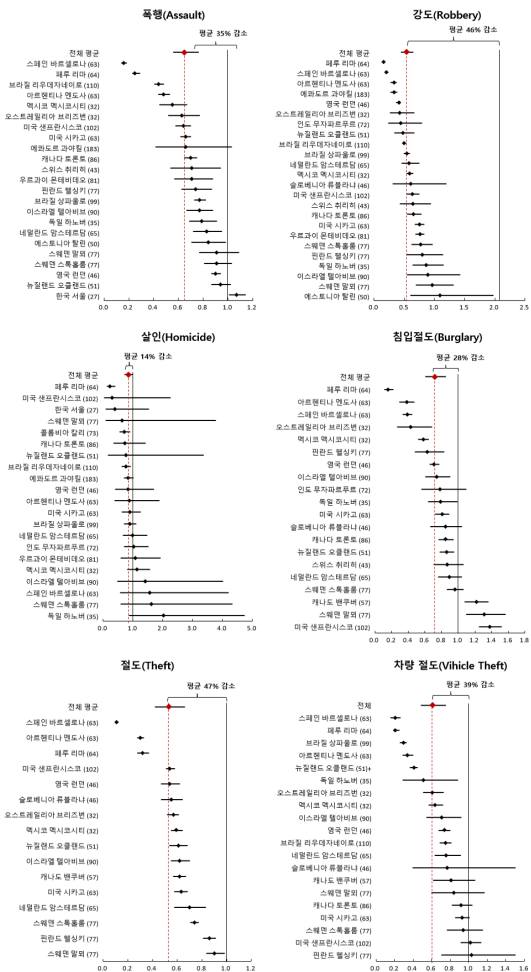 폭행(Assault)
평균 35% 감소
전체 평균
스페인 바르셀로나 (63)
페루 리마 (64)
브라질 리우데자네이로 (110)
아르헨티나 멘도사 (63)
멕시코 멕시코시티 (32)
오스트레일리아 브리즈번 (32)
미국 샌프란시스코 (102)
미국 시카고 (63)
에콰도르 과야킬 (183)
캐나다 토론토 (86)
스위스 취리히 (43)
우르과이 몬테비데오 (81)
핀란드 헬싱키 (77)
브라질 상파울로 (99)
이스라엘 텔아비브 (90)
독일 하노버 (35)
네덜란드 암스테르담 (65)
에스토니아 탈린 (50)
스웨덴 말뫼 (77)
스웨덴 스톡홀롬 (77)
영국 런던 (46)
뉴질랜드 오클랜드 (51)
한국 서울 (27)
0.0 0.2 0.4 0.6 0.8 1.0 1.2
강도(Robbery)
평균 46% 감소
전체 평균
페루 리마 (64)
스페인 바르셀로나 (63)
아르헨티나 멘도사 (63)
에콰도르 과야킬 (183)
영국 런던 (46)
오스트레일리아 브리즈번 (32)
인도 무자파르푸르 (72)
뉴질랜드 오클랜드 (51)
브라질 리우데자네이로 (110)
브라질 상파울로 (99)
네덜란드 암스테르담 (65)
멕시코 멕시코시티 (32)
슬로베니아 류블랴나 (46)
미국 샌프란시스코 (102)
스위스 취리히 (43)
캐나다 토론토 (86)
미국 시카고 (63)
우르과이 몬테비데오 (81)
스웨덴 스톡홀름 (77)
핀란드 헬싱키 (77)
독일 하노버 (35)
이스라엘 텔아비브 (90)
스웨덴 말뫼 (77)
에스토니아 탈린 (50)
0.0 0.5 1.0 1.5 2.0 2.5
살인(Homicide)
평균 14% 감소
전체 평균
페루 리마 (64)
미국 샌프란시스코 (102)
한국 서울 (27)
스웨덴 말뫼 (77)
콜롬비아 칼리 (73)
캐나다 토론토 (86)
뉴질랜드 오클랜드 (51)
브라질 리우데자네이로 (110)
에콰도르 과야킬 (183)
영국 런던 (46)
아르헨티나 멘도사 (63)
미국 시카고 (63)
브라질 상파울로 (99)
네덜란드 암스테르담 (65)
인도 무자파르푸르 (72)
우르과이 몬테비데오 (81)
멕시코 멕시코시티 (32)
이스라엘 텔아비브 (90)
스페인 바르셀로나 (63)
스웨덴 스톡홀름 (77)
독일 하노버 (35)
0.0 1.0 2.0 3.0 4.0 5.0
침입절도(Burglary)
평균 28% 감소
전체 평균
페루 리마 (64)
아르헨티나 멘도사 (63)
스페인 바르셀로나 (63)
오스트레일리아 브리즈번 (32)
멕시코 멕시코시티 (32)
핀란드 헬싱키 (77)
영국 런던 (46)
이스라엘 텔아비브 (90)
인도 무자파르푸르 (72)
독일 하노버 (35)
미국 시카고 (63)
슬로베니아 류블랴나 (46)
캐나다 토론토 (86)
뉴질랜드 오클랜드 (51)
스위스 취리히 (43)
네덜란드 암스테르담 (65)
스웨덴 스톡홀름 (77)
캐나도 밴쿠버 (57)
스웨덴 말뫼 (77)
미국 샌프란시스코 (102)
0.0 0.2 0.4 0.6 0.8 1.0 1.2 1.4 1.6 1.8
절도(Theft)
평균 47% 감소
전체 평균
스페인 바르셀로나 (63)
아르헨티나 멘도사 (63)
페루 리마 (64)
미국 샌프란시스코 (102)
영국 런던 (46)
슬로베니아 류블랴나 (46)
오스트레일리아 브리즈번 (32)
멕시코 멕시코시티 (32)
뉴질랜드 오클랜드 (51)
이스라엘 텔아비브 (90)
캐나도 밴쿠버 (57)
미국 시카고 (63)
네덜란드 암스테르담 (65)
스웨덴 스톡홀름 (77)
핀란드 헬싱키 (77)
스웨덴 말뫼 (77)
0.0 0.2 0.4 0.6 0.8 1.0 1.2
차량 절도(Vihicle Theft)
평균 39% 감소
전체
스페인 바르셀로나 (63)
페루 리마 (64)
브라질 상파울로 (99)
아르헨티나 멘도사 (63)
뉴질랜드 오클랜드 (51)+
독일 하노버 (35)
오스트레일리아 브리즈번 (32)
멕시코 멕시코시티 (32)
이스라엘 텔아비브 (90)
영국 런던 (46)
브라질 리우데자네이로 (110)
네덜란드 암스테르담 (65)
슬로베니아 류블랴나 (46)
캐나도 밴쿠버 (57)
스웨덴 말뫼 (77)
캐나다 토론토 (86)
미국 시카고 (63)
스웨덴 스톡홀름 (77)
미국 샌프란시스코 (102)
핀란드 헬싱키 (77)
0.0 0.2 0.4 0.6 0.8 1.0 1.2 1.4 1.6